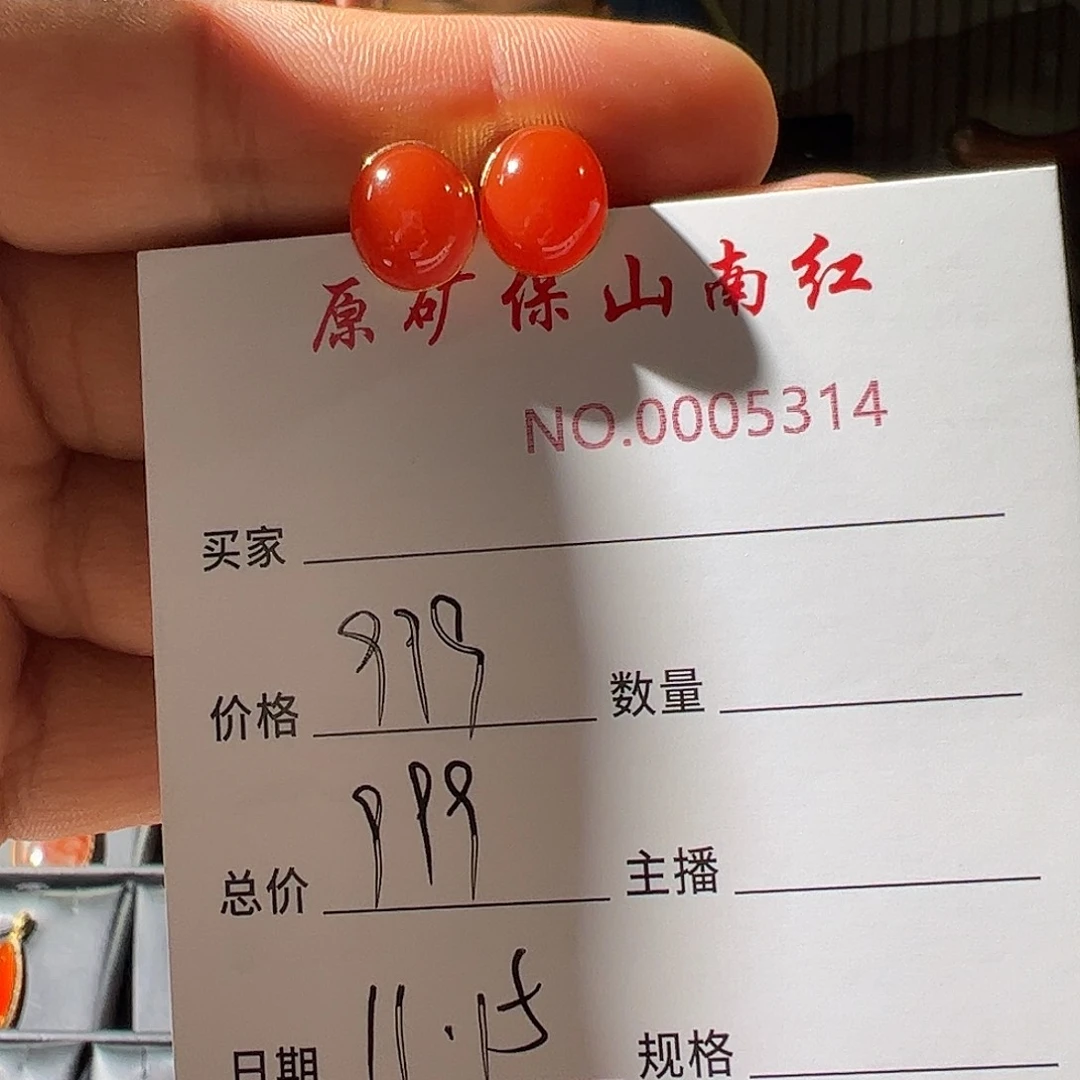 原矿保山南红
NO.0005314
买家
价格 999 数量
总价 999 主播
日期 11.15 规格